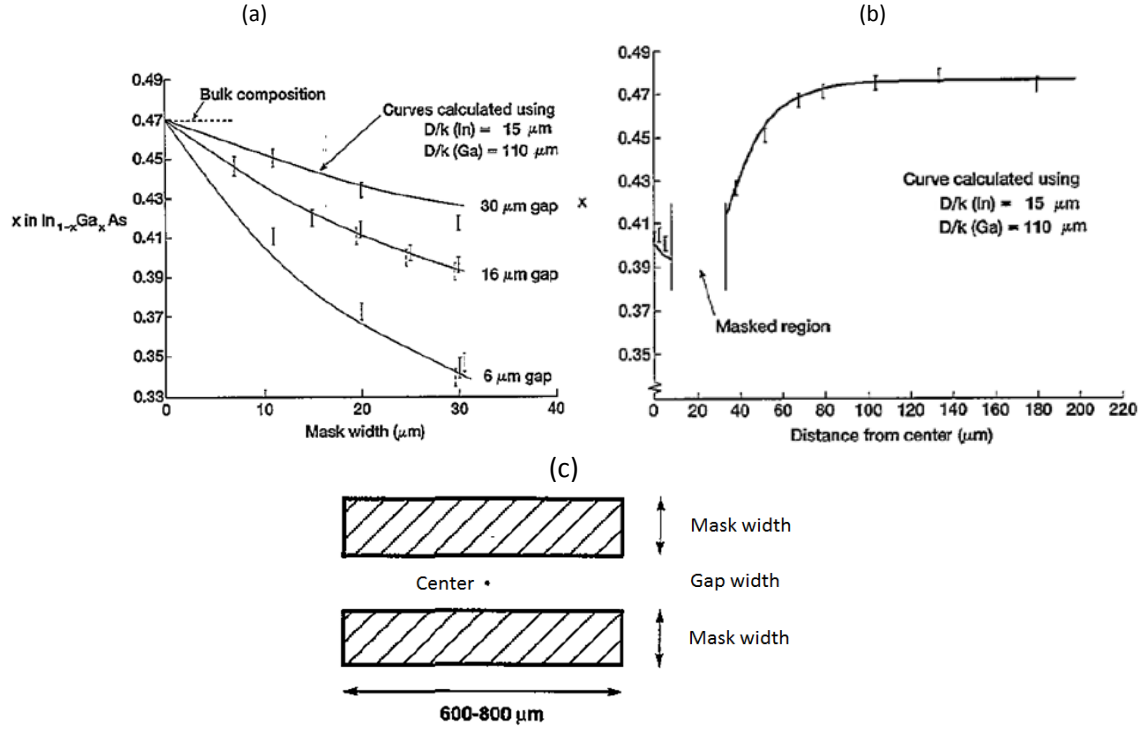 (a)
0.49
0.47
0.45
0.43
0.41
0.39
0.37
0.35
0.33
x in In1-xGaxAs
Bulk composition
Curves calculated using
D/k (In) = 15 μm
D/k (Ga) = 110 μm
30 μm gap
16 μm gap
6 μm gap
0
10
20
30
40
Mask width (μm)
(b)
0.49
0.47
0.45
0.43
0.41
0.39
0.37
0.35
x
Curve calculated using
D/k (In) = 15 μm
D/k (Ga) = 110 μm
Masked region
0
20
40
60
80
100
120
140
160
180
200
220
Distance from center (μm)
(c)
Mask width
Center
Gap width
Mask width
600-800 μm